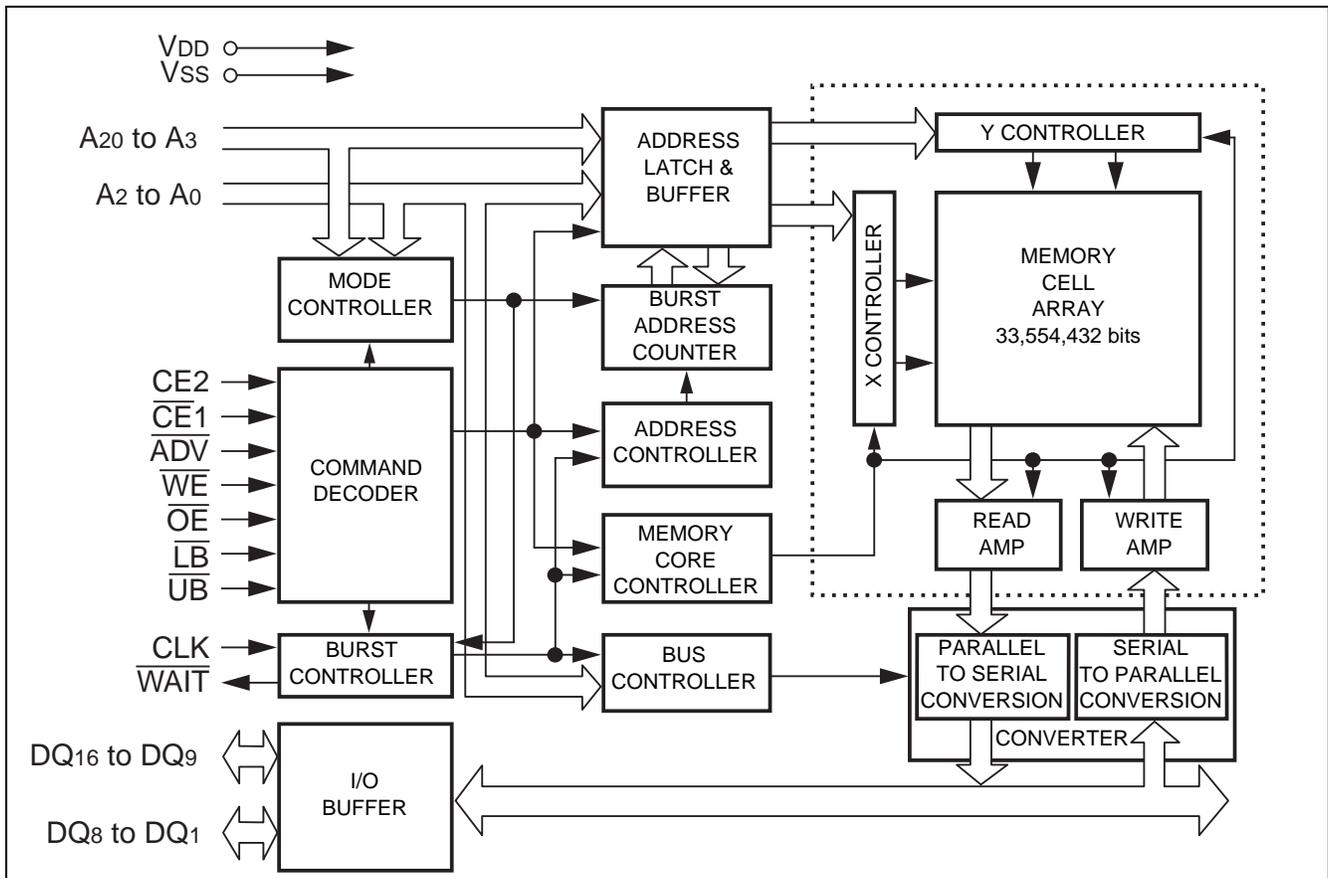 VDD
VSS
A20 to A3
A2 to A0
ADDRESS
LATCH &
BUFFER
Y CONTROLLER
X CONTROLLER
MEMORY
CELL
ARRAY
33,554,432 bits
MODE
CONTROLLER
BURST
ADDRESS
COUNTER
CE2
CE1
ADV
WE
OE
LB
UB
COMMAND
DECODER
ADDRESS
CONTROLLER
MEMORY
CORE
CONTROLLER
READ
AMP
WRITE
AMP
CLK
WAIT
BURST
CONTROLLER
BUS
CONTROLLER
PARALLEL
TO SERIAL
CONVERSION
SERIAL
TO PARALLEL
CONVERSION
CONVERTER
DQ16 to DQ9
DQ8 to DQ1
I/O
BUFFER